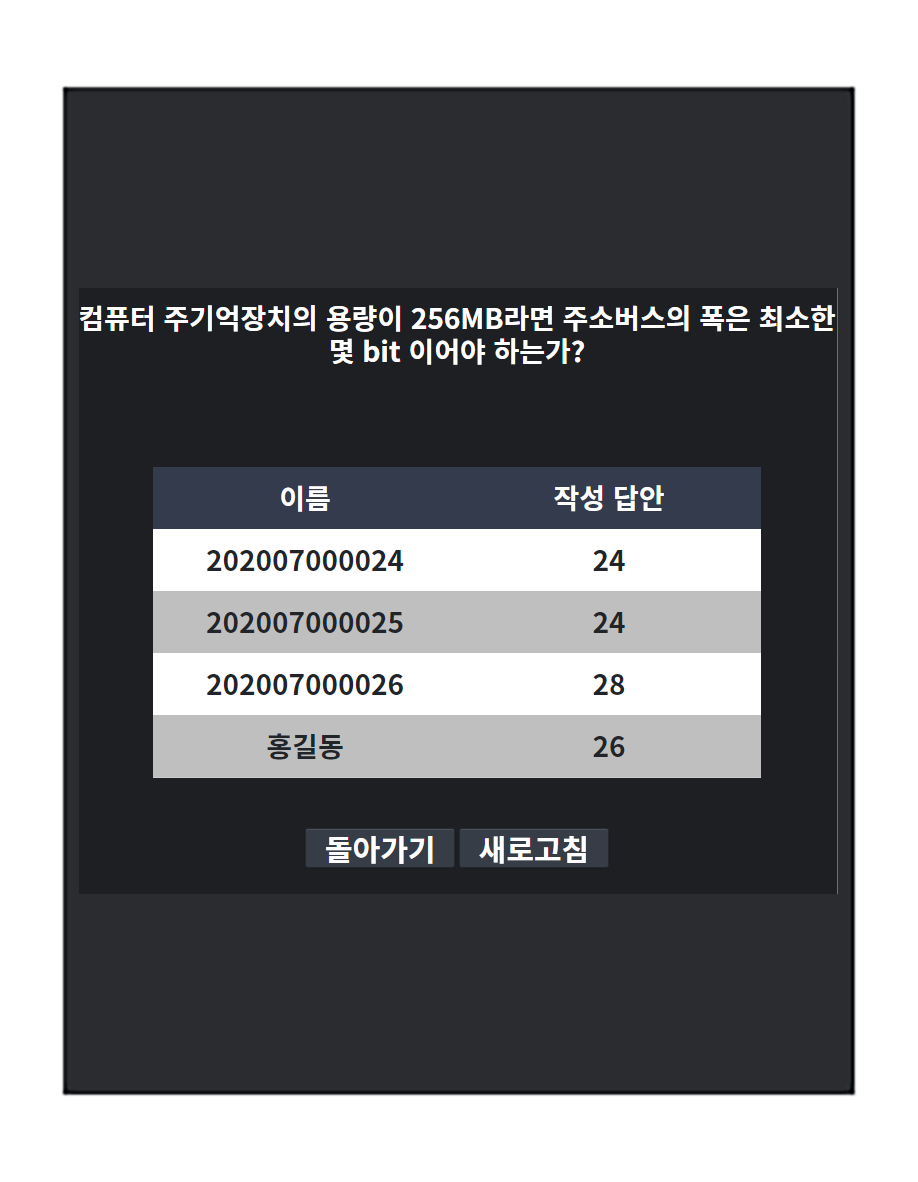 컴퓨터 주기억장치의 용량이 256MB라면 주소버스의 폭은 최소한
몇 bit 이어야 하는가?
이름 작성 답안
202007000024 24
202007000025 24
202007000026 28
홍길동 26
돌아가기 새로고침